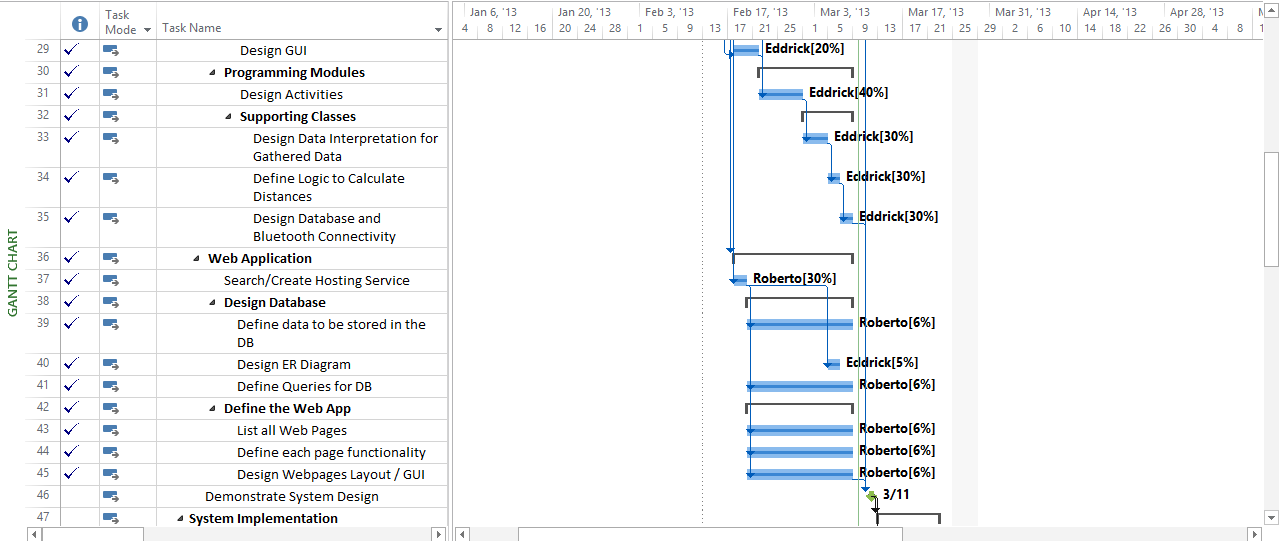 Task Mode
Task Name
Jan 6, '13 Jan 20, '13 Feb 3, '13 Feb 17, '13 Mar 3, '13 Mar 17, '13 Mar 31, '13 Apr 14, '13 Apr 28, '13
4 8 12 16 20 24 28 1 5 9 13 17 21 25 1 5 9 13 17 21 25 29 2 6 10 14 18 22 26 30 4 8
GANTT CHART
29 Design GUI Eddrick[20%]
30 Programming Modules
31 Design Activities Eddrick[40%]
32 Supporting Classes
33 Design Data Interpretation for Eddrick[30%]
Gathered Data
34 Define Logic to Calculate Eddrick[30%]
Distances
35 Design Database and Eddrick[30%]
Bluetooth Connectivity
36 Web Application
37 Search/Create Hosting Service Roberto[30%]
38 Design Database
39 Define data to be stored in the Roberto[6%]
DB
40 Design ER Diagram Eddrick[5%]
41 Define Queries for DB Roberto[6%]
42 Define the Web App
43 List all Web Pages Roberto[6%]
44 Define each page functionality Roberto[6%]
45 Design Webpages Layout / GUI Roberto[6%]
46 Demonstrate System Design 3/11
47 System Implementation